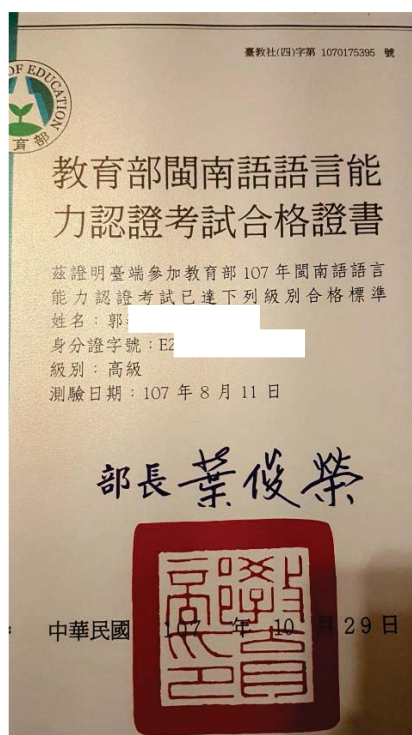 臺教社(四)字第 1070175395 號
OF EDUCATION
育部
教育部閩南語語言能
力認證考試合格證書
茲證明臺端參加教育部 107 年閩南語語言
能力認證考試已達下列級別合格標準
姓名：郭
身分證字號：E2
級別：高級
測驗日期：107 年 8 月 11 日
部長 葉俊榮
中華民國 107 年 10 月 29 日